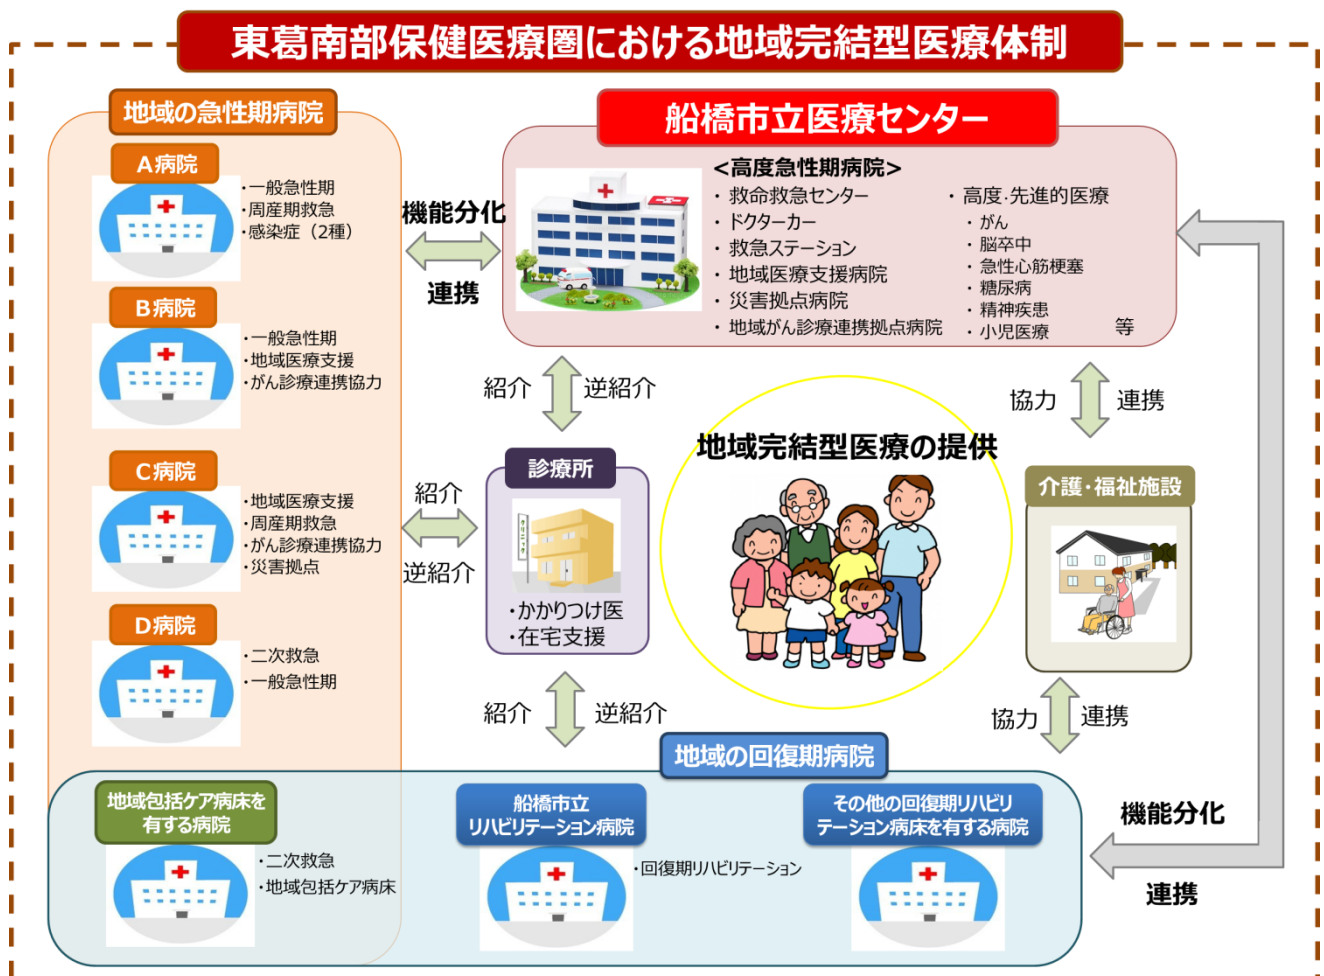 東葛南部保健医療圏における地域完結型医療体制
地域の急性期病院
A病院
・一般急性期
・周産期救急
・感染症（2種）
B病院
・一般急性期
・地域医療支援
・がん診療連携協力
C病院
・地域医療支援
・周産期救急
・がん診療連携協力
・災害拠点
D病院
・二次救急
・一般急性期
機能分化
連携
船橋市立医療センター
<高度急性期病院>
・ 救命救急センター
・ ドクターカー
・ 救急ステーション
・ 地域医療支援病院
・ 災害拠点病院
・ 地域がん診療連携拠点病院
・ 高度・先進的医療
・ がん
・ 脳卒中
・ 急性心筋梗塞
・ 糖尿病
・ 精神疾患
・ 小児医療 等
紹介 逆紹介
協力 連携
紹介
逆紹介
診療所
クリニック
・かかりつけ医
・在宅支援
地域完結型医療の提供
介護・福祉施設
紹介 逆紹介
協力 連携
地域の回復期病院
地域包括ケア病床を
有する病院
・二次救急
・地域包括ケア病床
船橋市立
リハビリテーション病院
・回復期リハビリテーション
その他の回復期リハビリ
テーション病床を有する病院
機能分化
連携